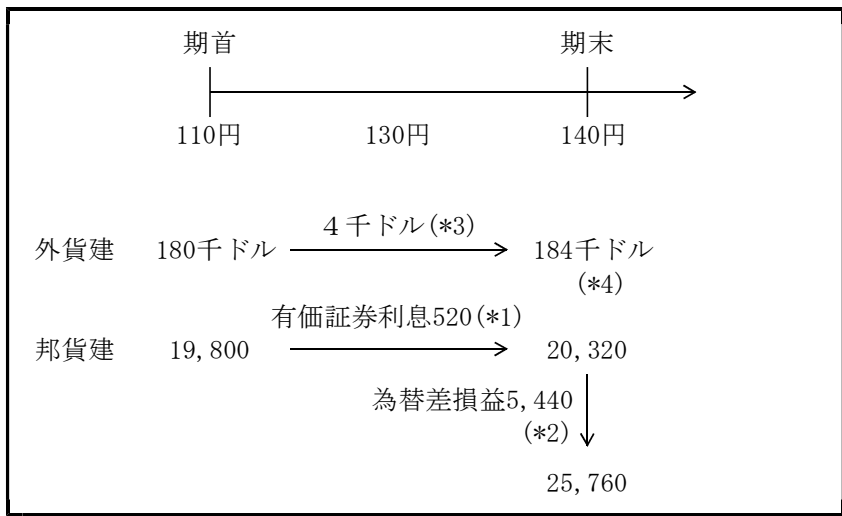 期首 期末
110円 130円 140円
4千ドル(*3)
外貨建 180千ドル 184千ドル
(*4)
有価証券利息520(*1)
邦貨建 19,800 20,320
為替差損益5,440
(*2)
25,760